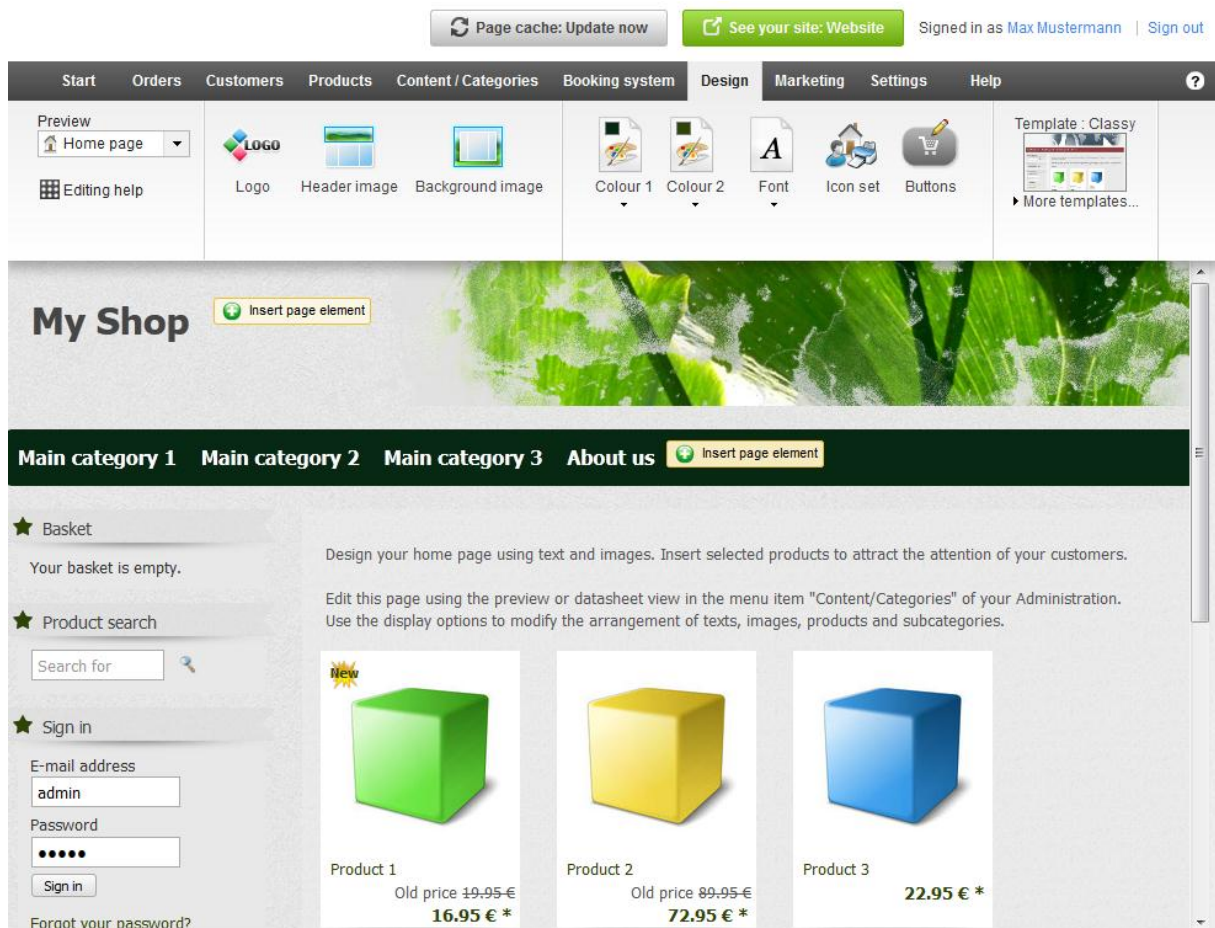 Page cache: Update now
See your site: Website
Signed in as Max Mustermann | Sign out
Start Orders Customers Products Content / Categories Booking system Design Marketing Settings Help ?
Preview
Home page
Editing help
LOGO
Logo
Header image
Background image
Colour 1
Colour 2
A
Font
Icon set
Buttons
Template : Classy
More templates...
My Shop
Insert page element
Main category 1 Main category 2 Main category 3 About us
Insert page element
Basket
Your basket is empty.
Product search
Search for
Sign in
E-mail address
admin
Password
•••••
Sign in
Forgot your password?
Design your home page using text and images. Insert selected products to attract the attention of your customers.
Edit this page using the preview or datasheet view in the menu item "Content/Categories" of your Administration.
Use the display options to modify the arrangement of texts, images, products and subcategories.
New
Product 1
Old price 19.95 €
16.95 € *
Product 2
Old price 89.95 €
72.95 € *
Product 3
22.95 € *